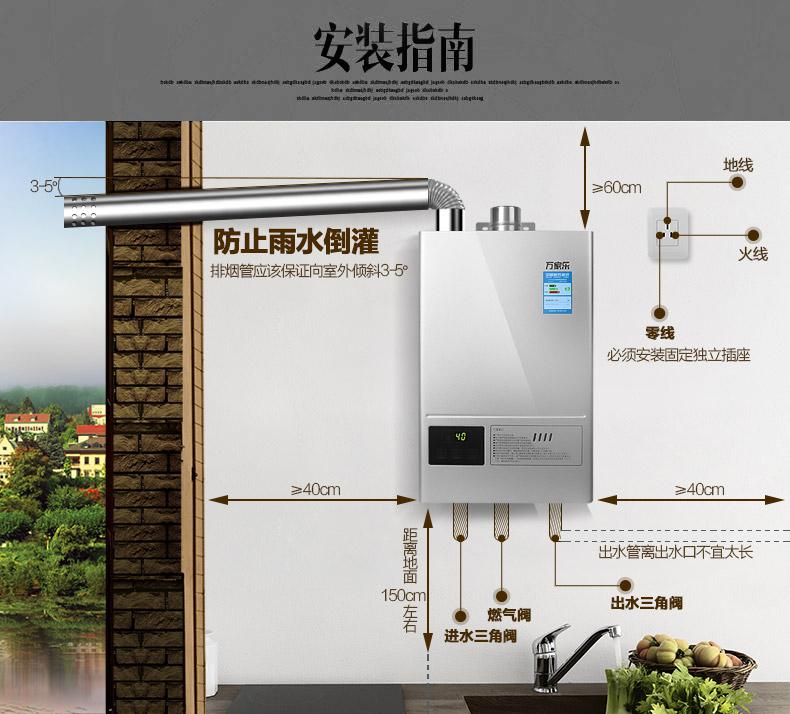 安装指南
3-5°
防止雨水倒灌
排烟管应该保证向室外倾斜3-5°
≥60cm
地线
火线
零线
必须安装固定独立插座
万家乐
40
≥40cm
≥40cm
距离地面
150cm左右
出水管离出水口不宜太长
燃气阀
进水三角阀
出水三角阀